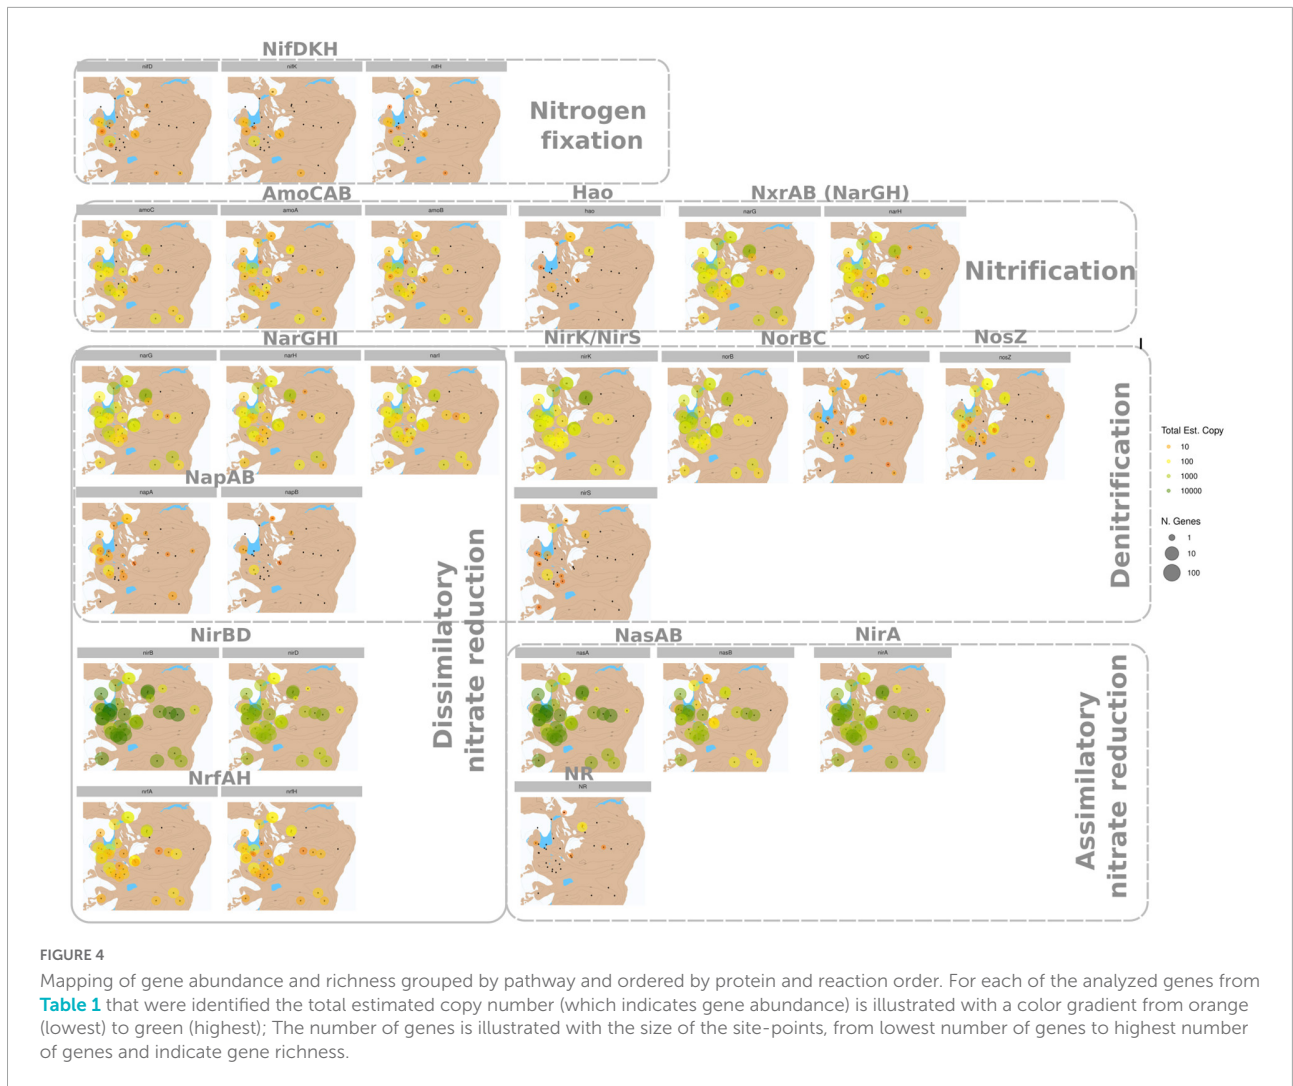 NifDKH
nifD nifK nifH
Nitrogen
fixation
AmoCAB Hao NxrAB (NarGH)
amoC amoA amoB hao narG narH
Nitrification
NarGHI NirK/NirS NorBC NosZ
narG narH narI nirK norB norC nosZ
NapAB
napA napB nirS
Denitrification
Dissimilatory
nitrate reduction
Total Est. Copy
10
100
1000
10000
N. Genes
1
10
100
NirBD NasAB NirA
nirB nirD nasA nasB nirA
NrfAH NR
nrfA nrfH NR
Assimilatory
nitrate reduction
FIGURE 4
Mapping of gene abundance and richness grouped by pathway and ordered by protein and reaction order. For each of the analyzed genes from
Table 1 that were identified the total estimated copy number (which indicates gene abundance) is illustrated with a color gradient from orange
(lowest) to green (highest); The number of genes is illustrated with the size of the site-points, from lowest number of genes to highest number
of genes and indicate gene richness.